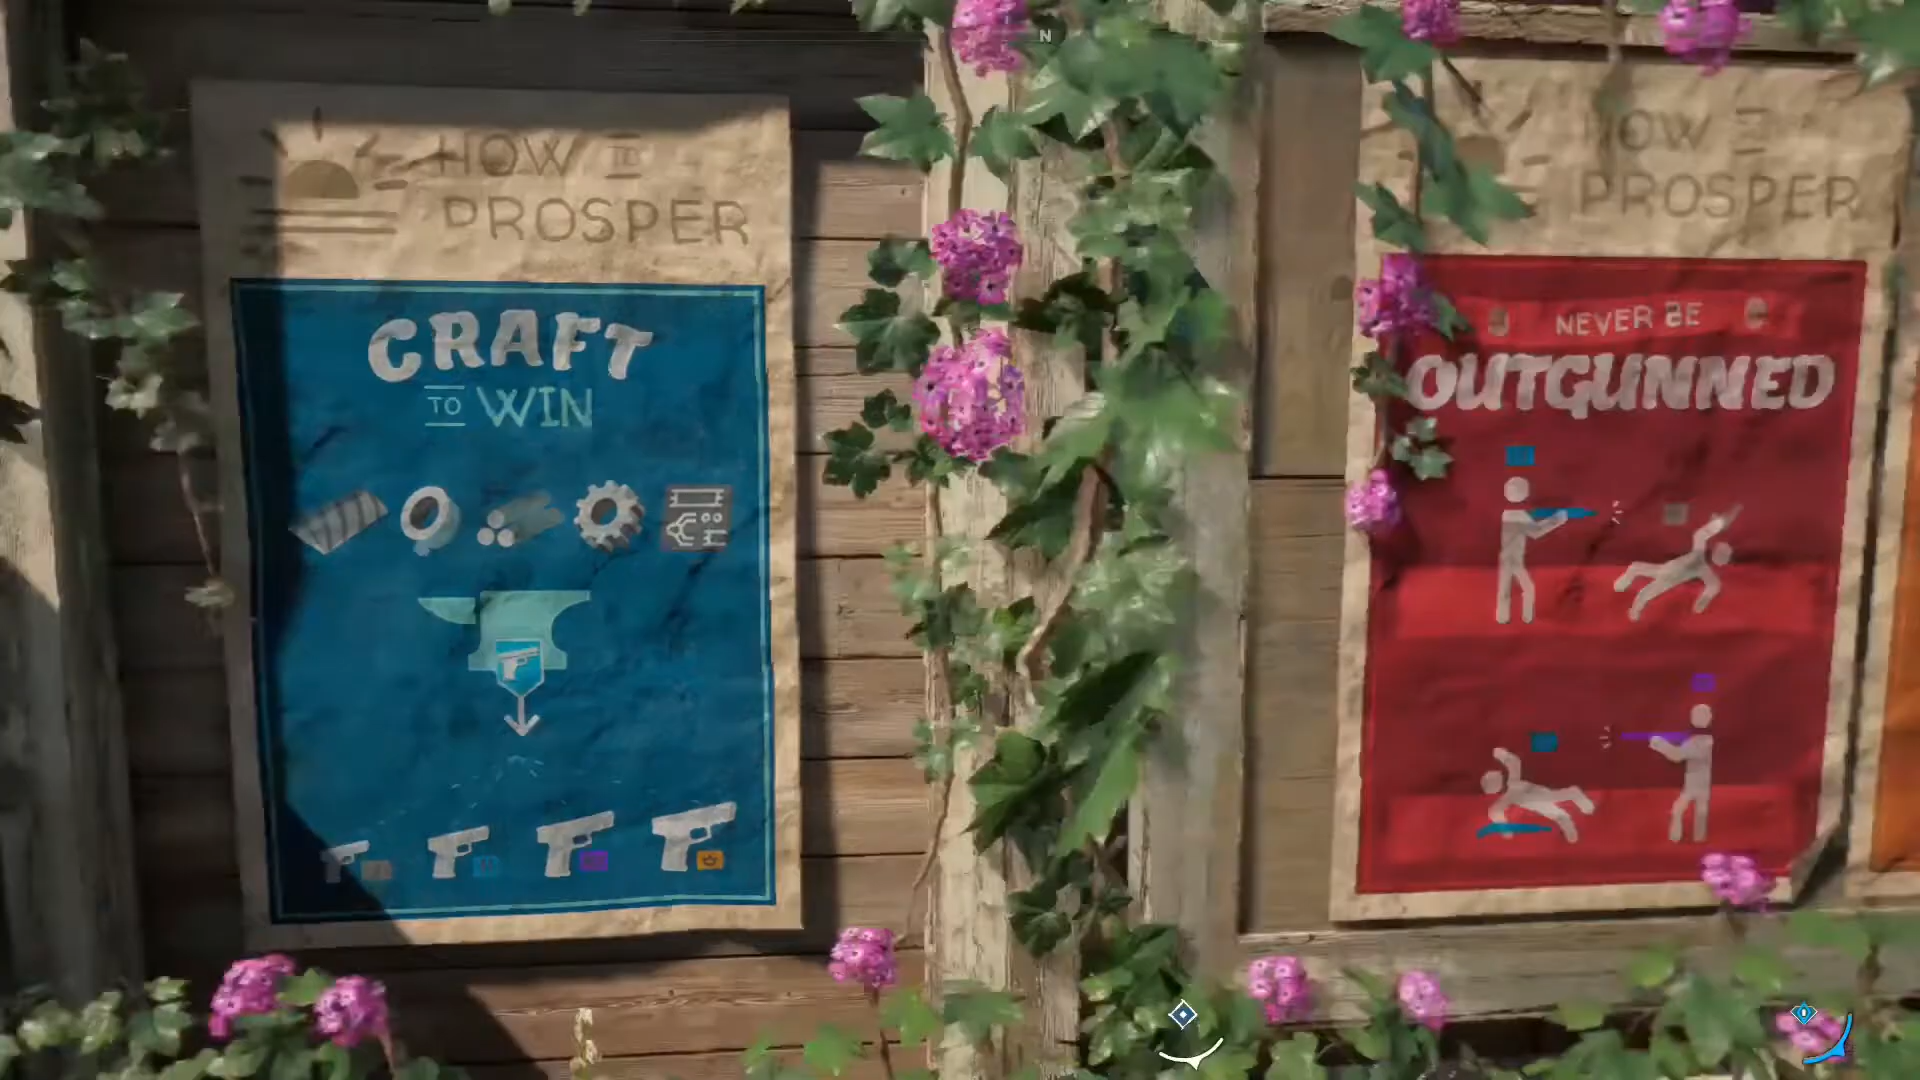 N
HOW TO
PROSPER
CRAFT
TO WIN
HOW TO
PROSPER
NEVER BE
OUTGUNNED